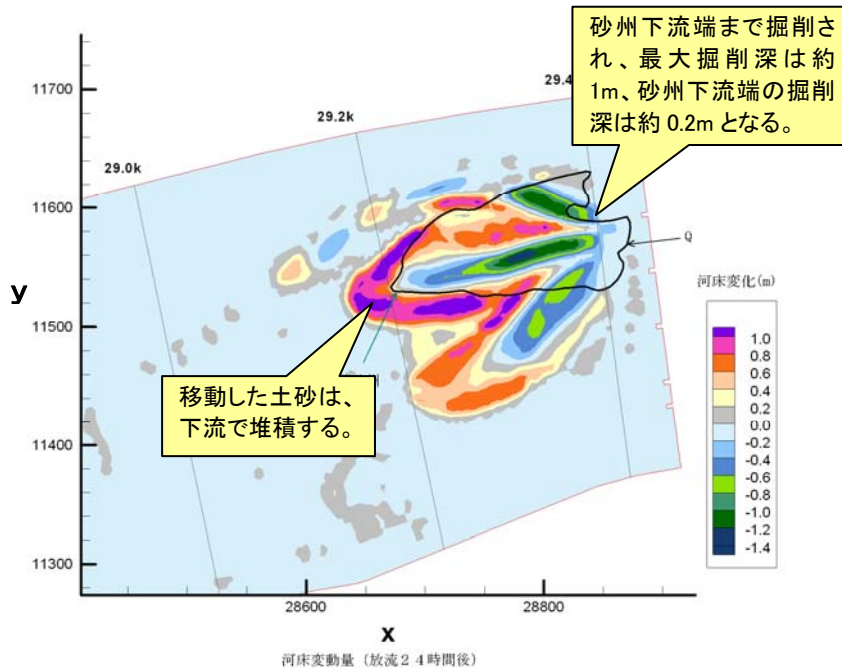 砂州下流端まで掘削さ
れ、最大掘削深は約
1m、砂州下流端の掘削
深は約 0.2m となる。
29.4
29.2k
29.0k
11700
11600
11500
11400
11300
y
Q
移動した土砂は、
下流で堆積する。
河床変化(m)
1.0
0.8
0.6
0.4
0.2
0.0
-0.2
-0.4
-0.6
-0.8
-1.0
-1.2
-1.4
28600
28800
x
河床変動量 (放流24時間後)